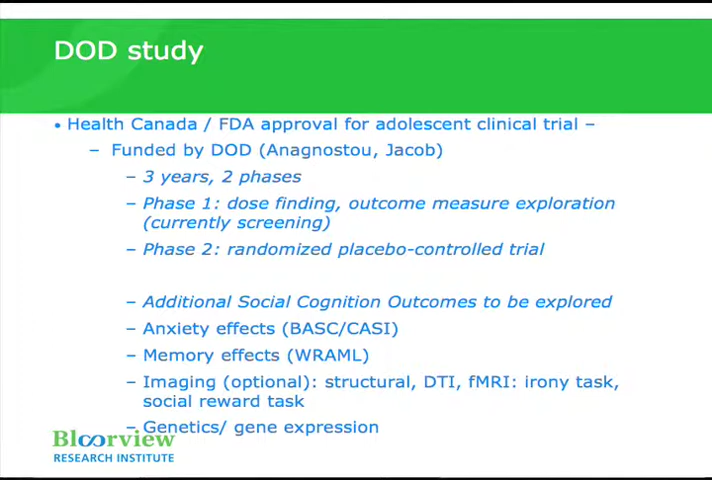 DOD study
• Health Canada / FDA approval for adolescent clinical trial –
– Funded by DOD (Anagnostou, Jacob)
– 3 years, 2 phases
– Phase 1: dose finding, outcome measure exploration
(currently screening)
– Phase 2: randomized placebo-controlled trial
– Additional Social Cognition Outcomes to be explored
– Anxiety effects (BASC/CASI)
– Memory effects (WRAML)
– Imaging (optional): structural, DTI, fMRI: irony task,
social reward task
– Genetics/ gene expression
Bloorview
RESEARCH INSTITUTE